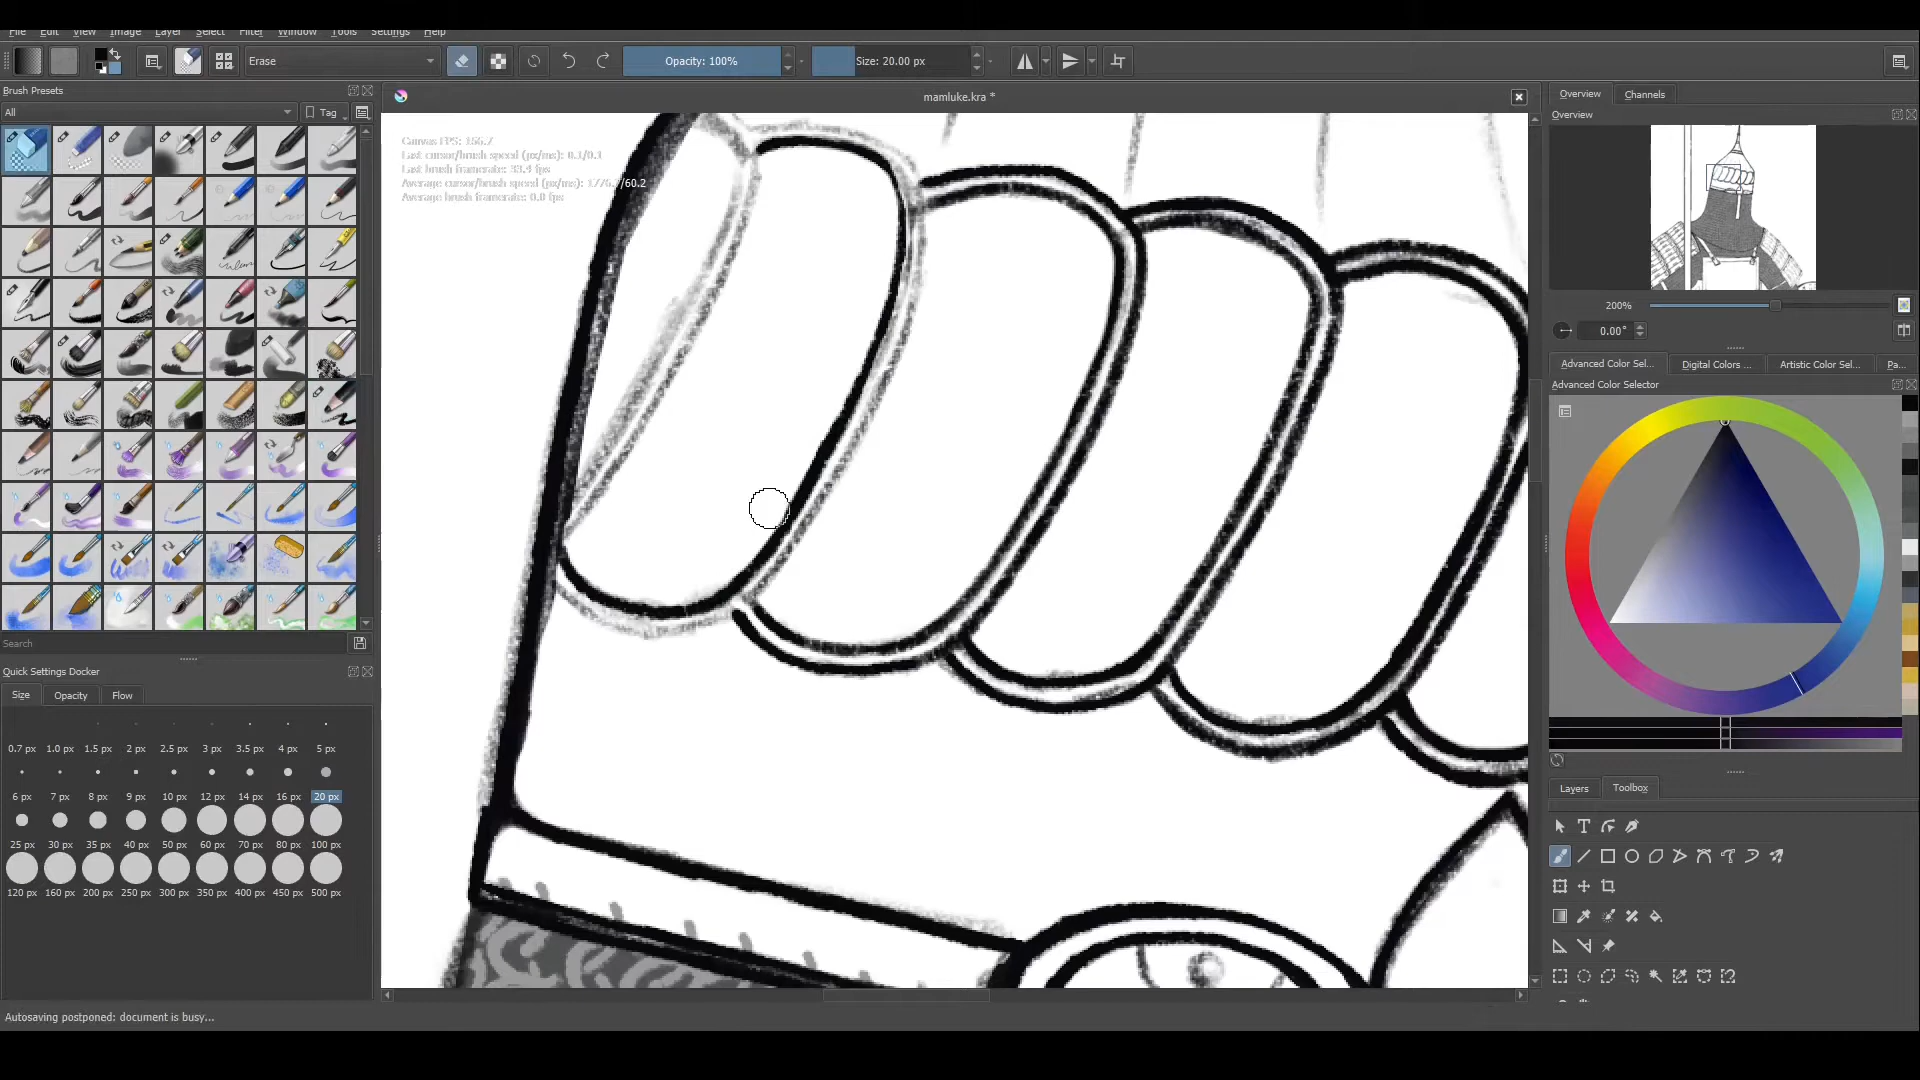 File Edit View Image Layer Select Filter Window Tools Settings Help
Erase
Opacity: 100%
Size: 20.00 px
Brush Presets
All
Tag
mamluke.kra *
Canvas FPS: 156.7
Last cursor/brush speed (px/ms): 0.1/0.1
Last brush framerate: 33.4 fps
Average cursor/brush speed (px/ms): /60.2
Average brush framerate: 0.0 fps
Search
Quick Settings Docker
Size Opacity Flow
0.7 px 1.0 px 1.5 px 2 px 2.5 px 3 px 3.5 px 4 px 5 px
6 px 7 px 8 px 9 px 10 px 12 px 14 px 16 px 20 px
25 px 30 px 35 px 40 px 50 px 60 px 70 px 80 px 100 px
120 px 160 px 200 px 250 px 300 px 350 px 400 px 450 px 500 px
Autosaving postponed: document is busy...
Overview Channels
Overview
200%
0.00°
Advanced Color Sel... Digital Colors ... Artistic Color Sel... Pa...
Advanced Color Selector
Layers Toolbox